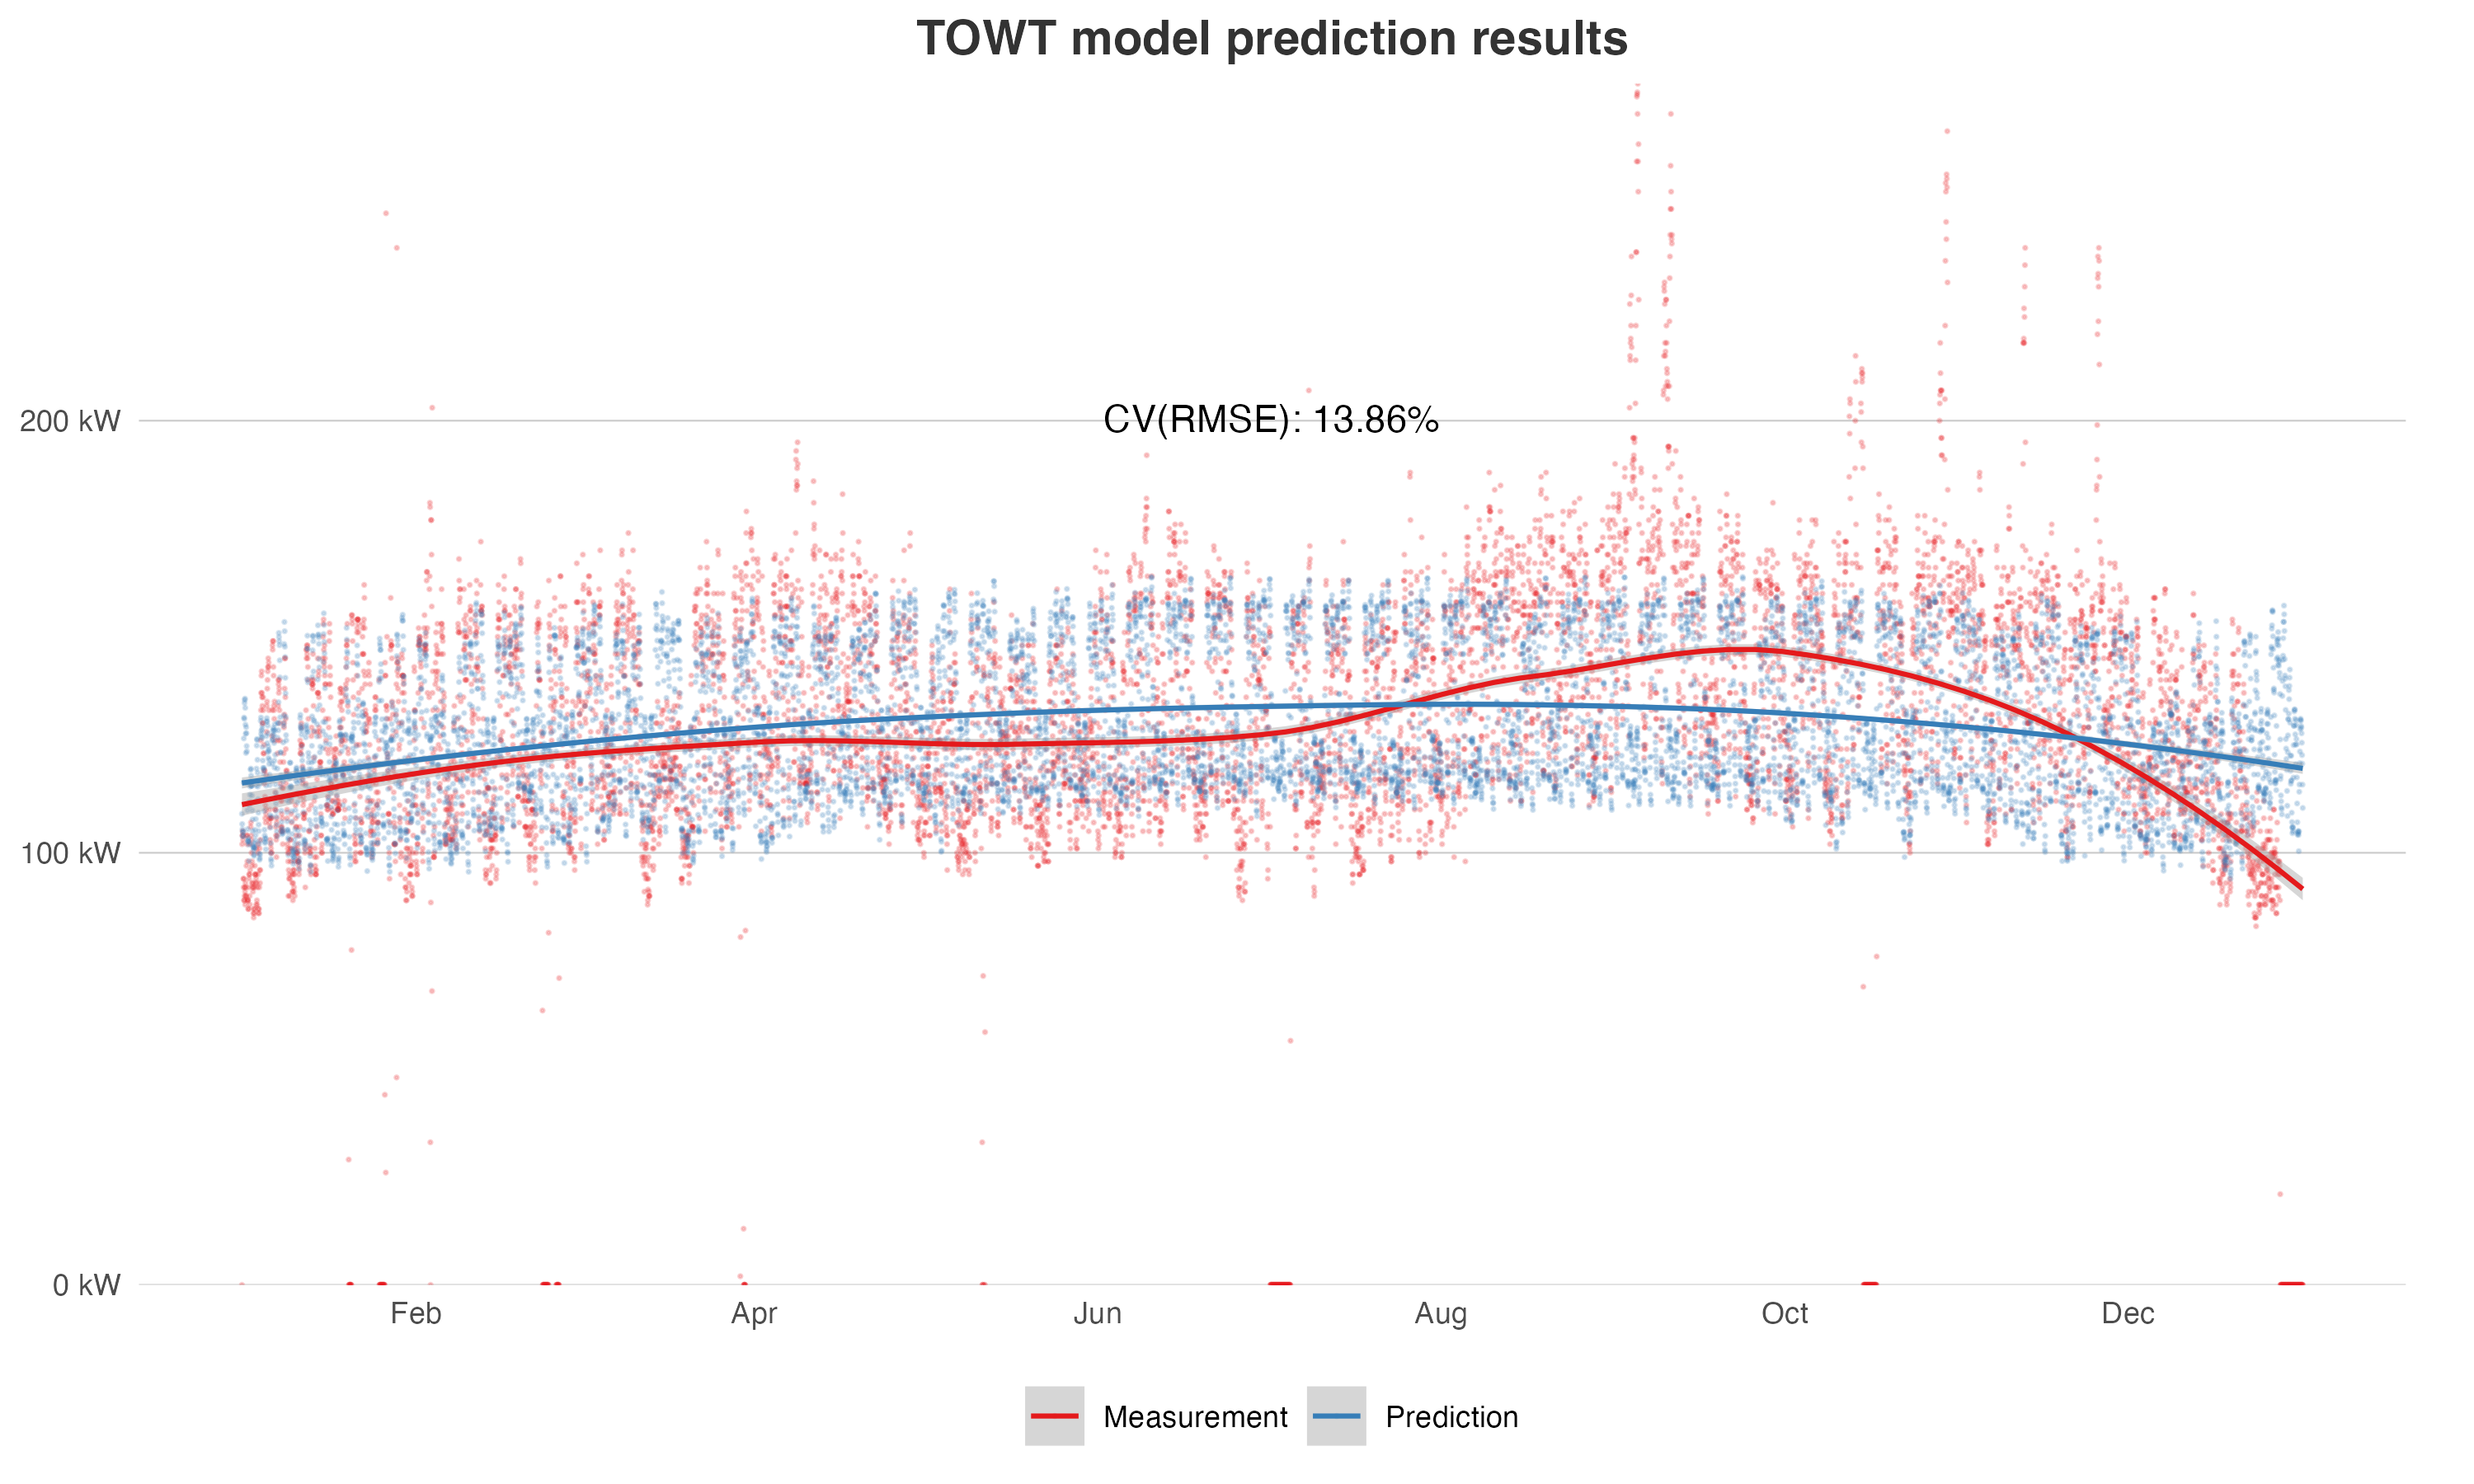 TOWT model prediction results
CV(RMSE): 13.86%
200 kW
100 kW
0 kW
Feb Apr Jun Aug Oct Dec
Measurement Prediction